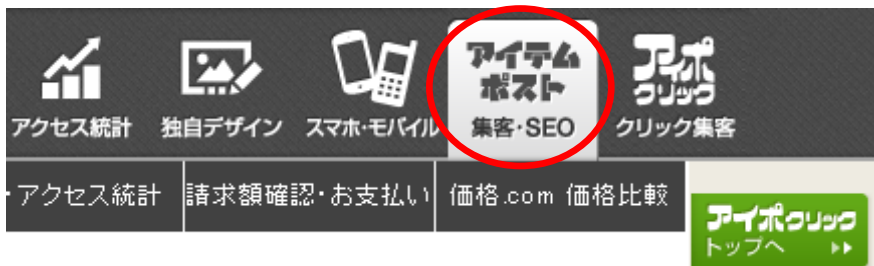 アクセス統計
独自デザイン
スマホ・モバイル
アイテム
ポスト
集客・SEO
アイポ
クリック
クリック集客
・アクセス統計
請求額確認・お支払い
価格.com 価格比較
アイポクリック
トップへ